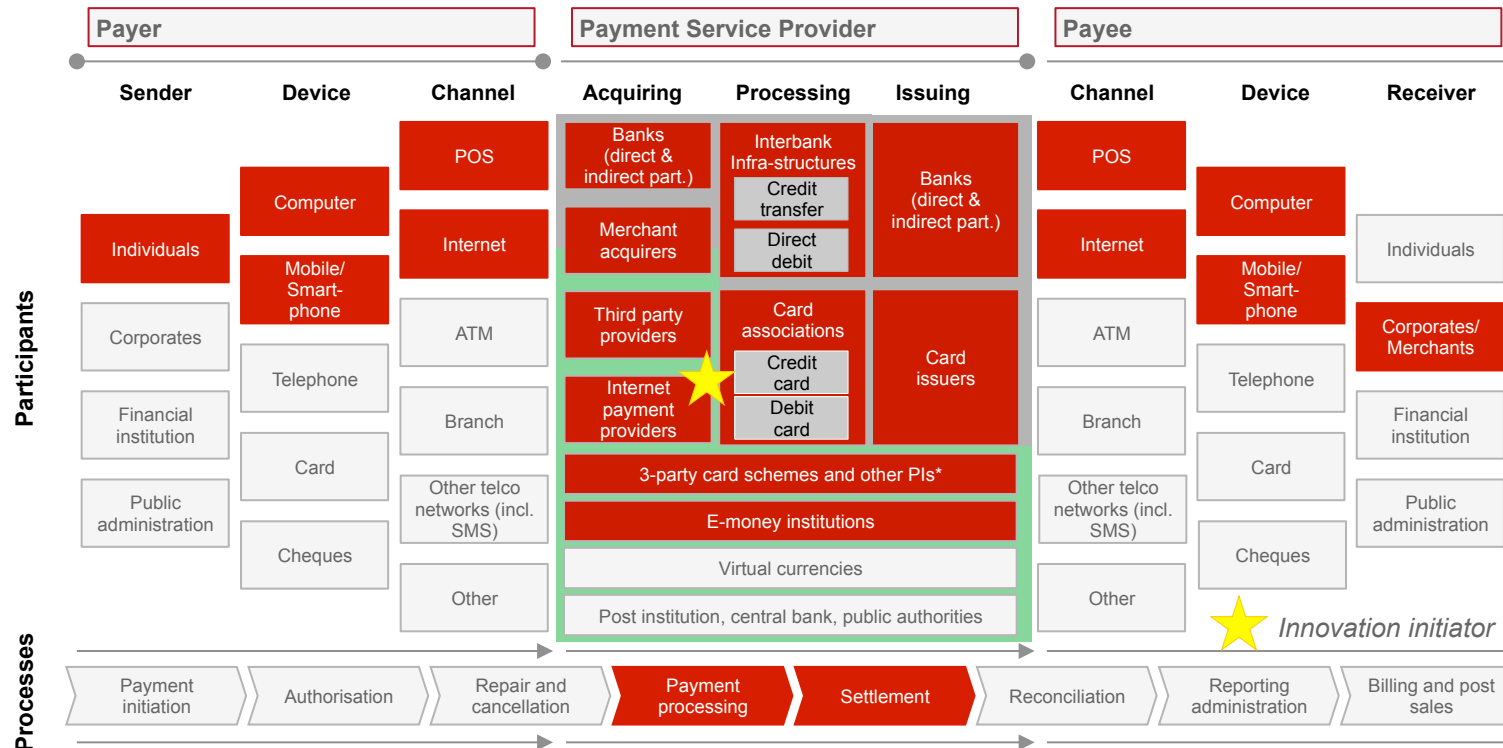 Payer
Payment Service Provider
Payee
Sender
Device
Channel
Acquiring
Processing
Issuing
Channel
Device
Receiver
Participants
Individuals
Corporates
Financial
institution
Public
administration
Computer
Mobile/
Smart-
phone
Telephone
Card
Cheques
POS
Internet
ATM
Branch
Other telco
networks (incl.
SMS)
Other
Banks
(direct &
indirect part.)
Merchant
acquirers
Third party
providers
Internet
payment
providers
Interbank
Infra-structures
Credit
transfer
Direct
debit
Card
associations
Credit
card
Debit
card
Banks
(direct &
indirect part.)
Card
issuers
3-party card schemes and other PIs*
E-money institutions
Virtual currencies
Post institution, central bank, public authorities
POS
Internet
ATM
Branch
Other telco
networks (incl.
SMS)
Other
Computer
Mobile/
Smart-
phone
Telephone
Card
Cheques
Individuals
Corporates/
Merchants
Financial
institution
Public
administration
Innovation initiator
Processes
Payment
initiation
Authorisation
Repair and
cancellation
Payment
processing
Settlement
Reconciliation
Reporting
administration
Billing and post
sales